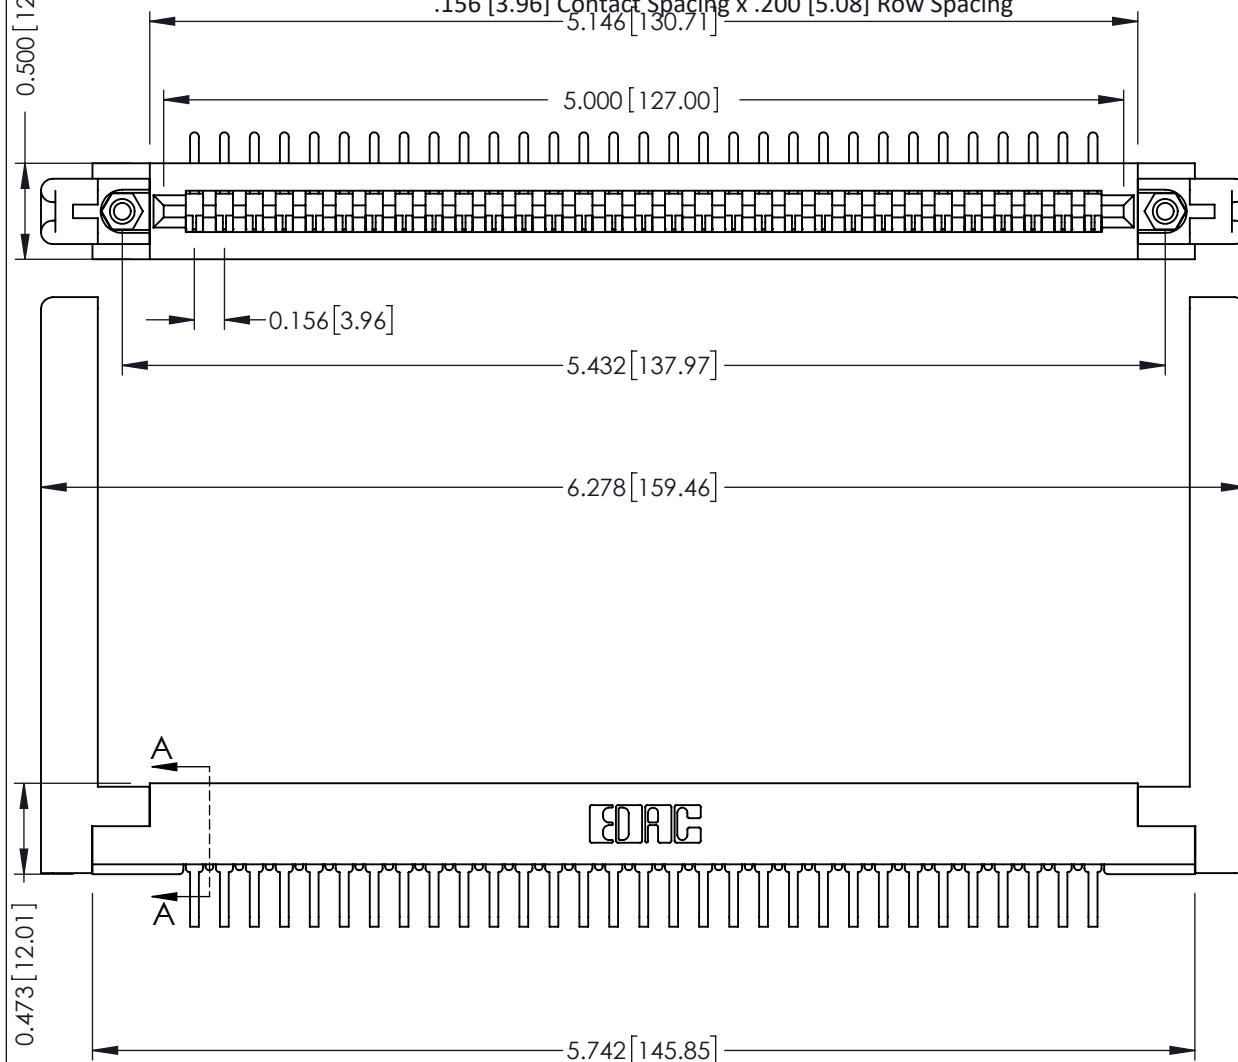 .156 [3.96] Contact Spacing x .200 [5.08] Row Spacing
5.146 [130.71]
0.500 [12
5.000 [127.00]
0.156 [3.96]
5.432 [137.97]
6.278 [159.46]
A
EDAC
A
0.473 [12.01]
5.742 [145.85]